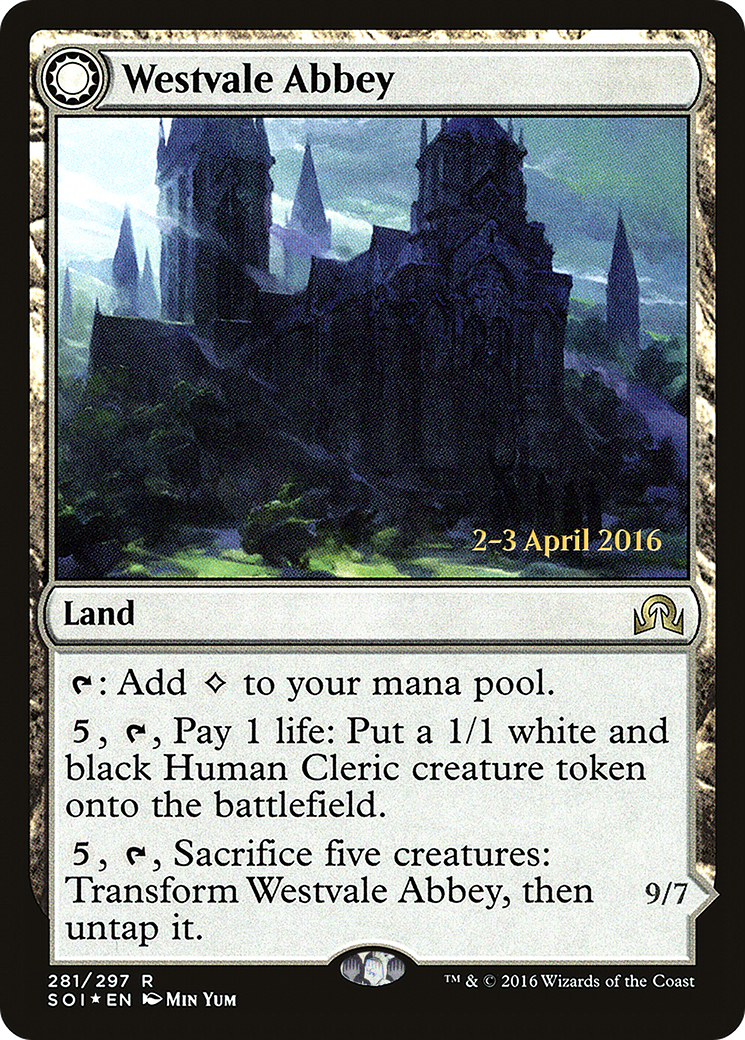 Westvale Abbey
2–3 April 2016
Land
: Add to your mana pool.
5, , Pay 1 life: Put a 1/1 white and
black Human Cleric creature token
onto the battlefield.
5, , Sacrifice five creatures:
Transform Westvale Abbey, then
untap it.
9/7
281/297 R
SOI★EN Min Yum
™ & © 2016 Wizards of the Coast